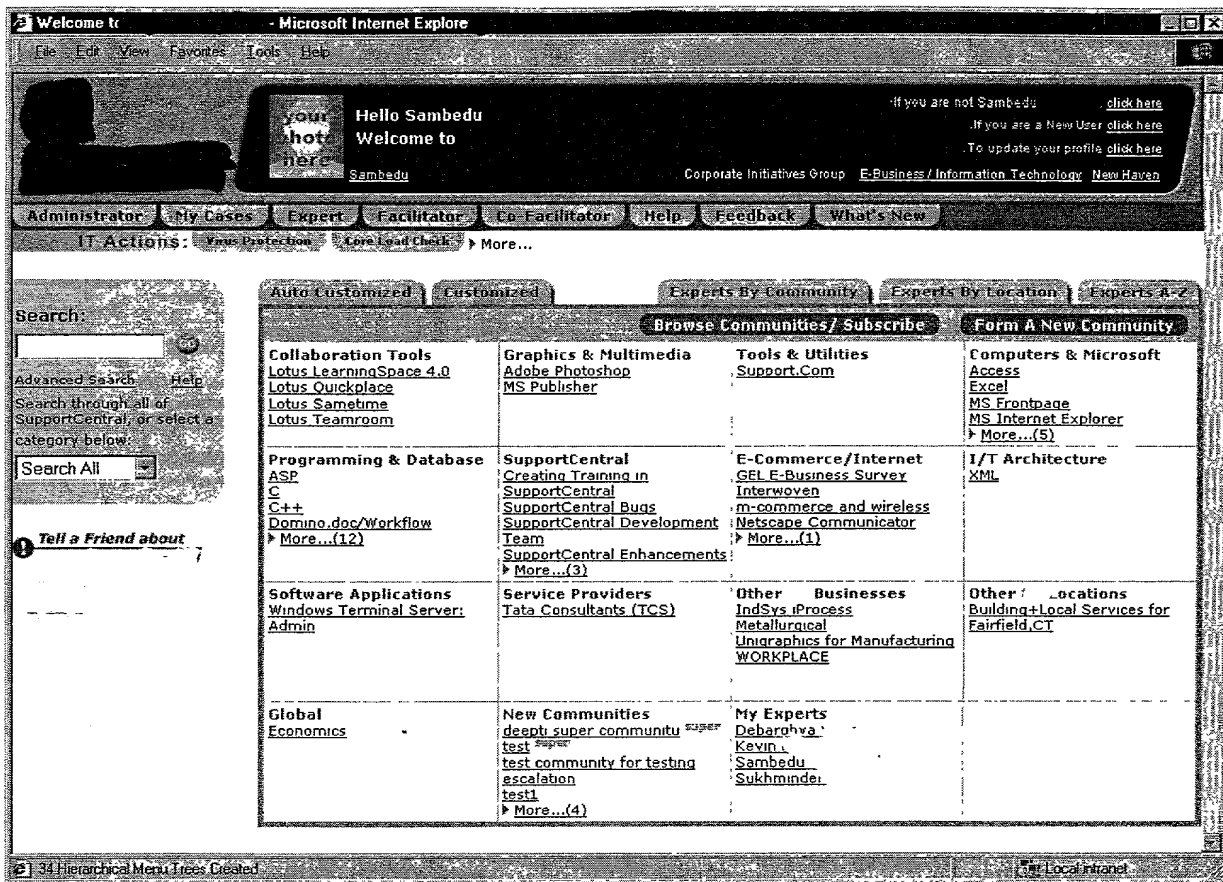 Welcome to - Microsoft Internet Explore
File Edit View Favorites Tools Help
your photo here
Hello Sambedu
Welcome to
Sambedu
If you are not Sambedu click here
.If you are a New User click here
.To update your profile click here
Corporate Initiatives Group E-Business / Information Technology New Haven
Administrator My Cases Expert Facilitator Co-Facilitator Help Feedback What's New
IT Actions: Virus Protection Core Load Check More...
Search:
Advanced Search Help
Search through all of
SupportCentral, or select a
category below:
Search All
Tell a Friend about
Auto Customized Customized Experts By Community Experts By Location Experts A-Z
Browse Communities/ Subscribe Form A New Community
Collaboration Tools
Lotus LearningSpace 4.0
Lotus Quickplace
Lotus Sametime
Lotus Teamroom
Graphics & Multimedia
Adobe Photoshop
MS Publisher
Tools & Utilities
Support.Com
Computers & Microsoft
Access
Excel
MS Frontpage
MS Internet Explorer
More...(5)
Programming & Database
ASP
C
C++
Domino.doc/Workflow
More...(12)
SupportCentral
Creating Training in
SupportCentral
SupportCentral Bugs
SupportCentral Development
Team
SupportCentral Enhancements
More...(3)
E-Commerce/Internet
GEL E-Business Survey
Interwoven
m-commerce and wireless
Netscape Communicator
More...(1)
I/T Architecture
XML
Software Applications
Windows Terminal Server:
Admin
Service Providers
Tata Consultants (TCS)
Other Businesses
IndSys iProcess
Metallurgical
Unigraphics for Manufacturing
WORKPLACE
Other Locations
Building+Local Services for
Fairfield,CT
Global
Economics
New Communities
deepti super communitu super
test super
test community for testing
escalation
test1
More...(4)
My Experts
Debarghya
Kevin
Sambedu
Sukhminder
34 Hierarchical Menu Trees Created
Local intranet